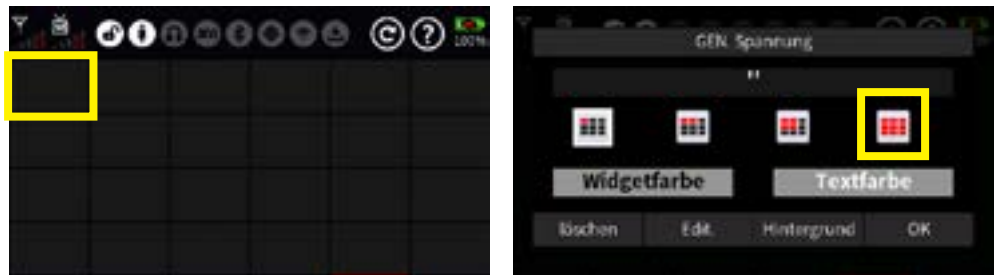 C ? 100%
GEN. Spannung
"
Widgetfarbe Textfarbe
löschen Edit. Hintergrund OK